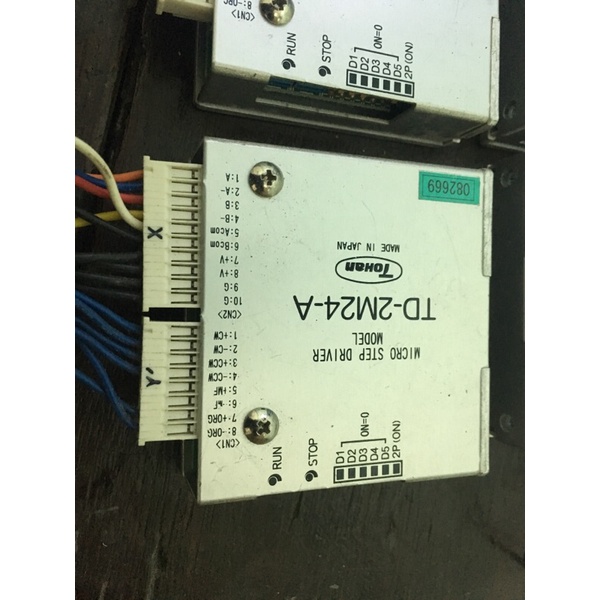 8:-ORG
<CN1>
RUN
STOP
D1
D2
D3
D4
D5
2P(ON)
ON=0
1:A
2:A-
3:B
4:B-
5:Acom
6:Bcom
7:+V
8:+V
9:G
10:G
<CN2>
1:+CW
2:-CW
3:+CCW
4:-CCW
5:+MF
7:+ORG
8:-ORG
<CN1>
X
Y'
082669
MADE IN JAPAN
Tohan
TD-2M24-A
MODEL
MICRO STEP DRIVER
RUN
STOP
D1
D2
D3
D4
D5
2P(ON)
ON=0